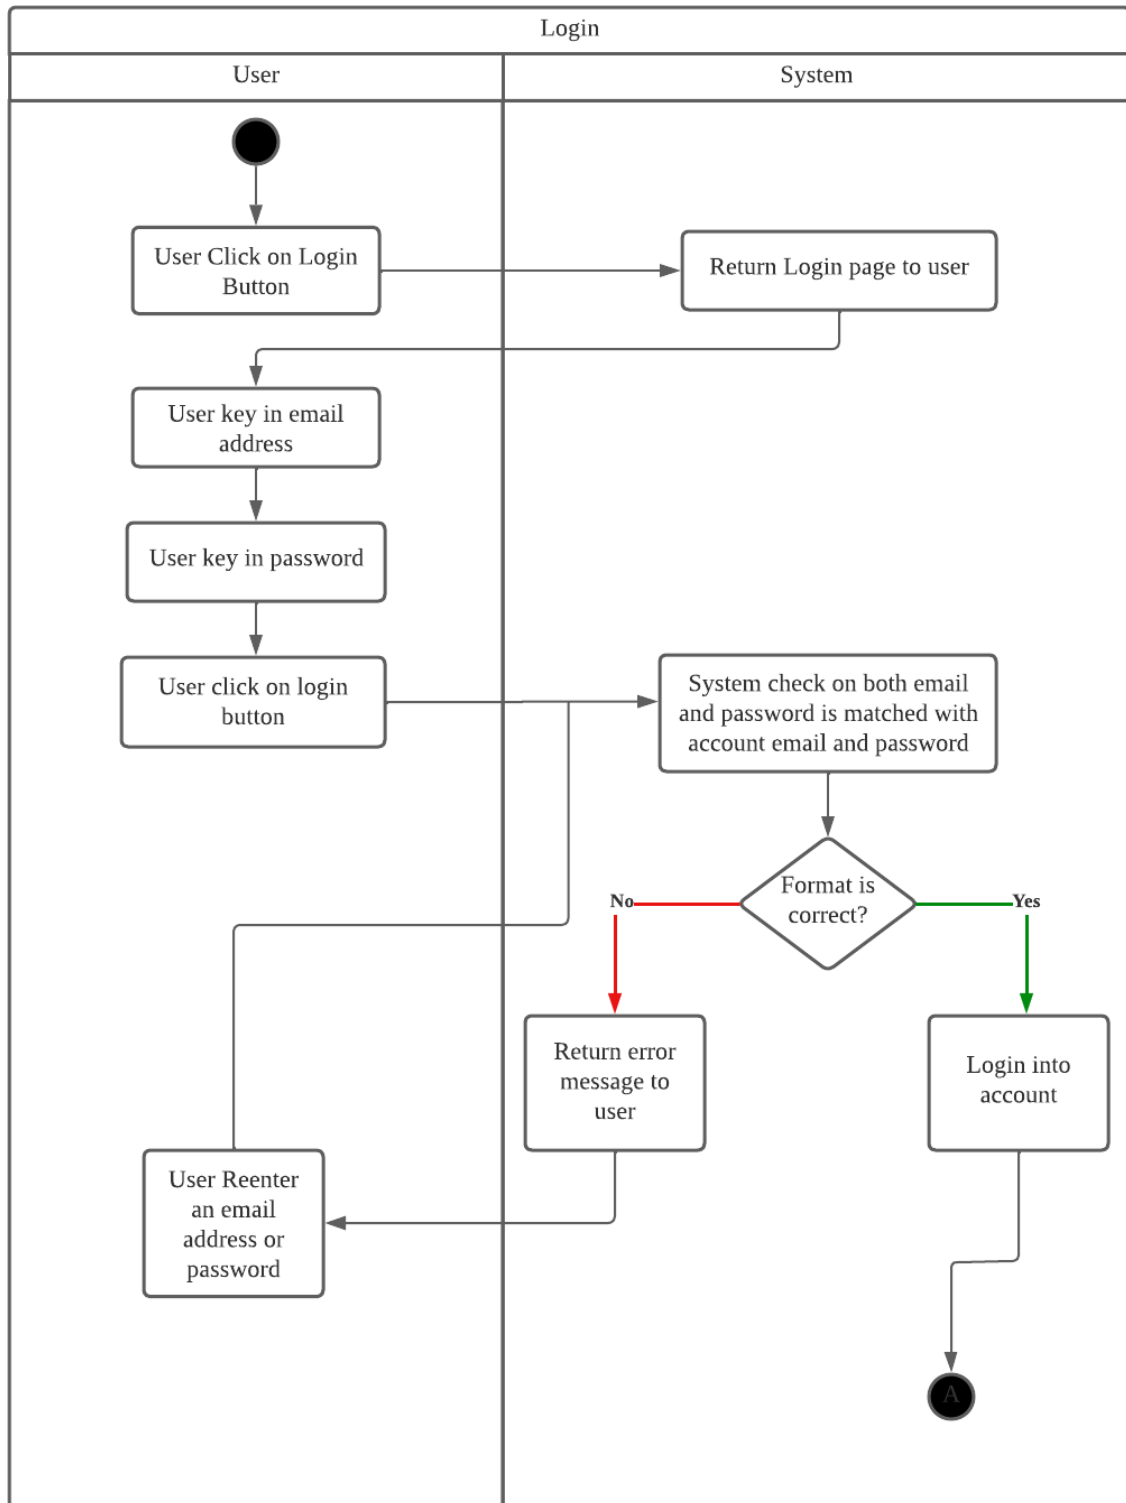 Login
User
System
User Click on Login
Button
Return Login page to user
User key in email
address
User key in password
User click on login
button
System check on both email
and password is matched with
account email and password
Format is
correct?
No
Yes
Return error
message to
user
Login into
account
User Reenter
an email
address or
password
A